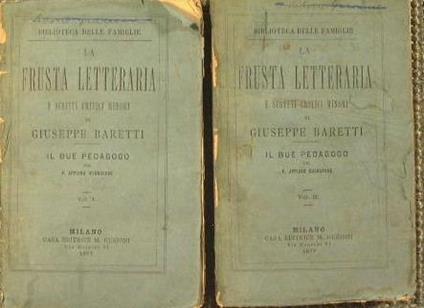 BIBLIOTECA DELLE FAMIGLIE
LA
FRUSTA LETTERARIA
E SCRITTI CRITICI MINORI
DI
GIUSEPPE BARETTI
IL BUE PEDAGOGO
Vol. I.
MILANO
CASA EDITRICE M. GUIGONI
1877
BIBLIOTECA DELLE FAMIGLIE
LA
FRUSTA LETTERARIA
E SCRITTI CRITICI MINORI
DI
GIUSEPPE BARETTI
IL BUE PEDAGOGO
Vol. II.
MILANO
CASA EDITRICE M. GUIGONI
1877